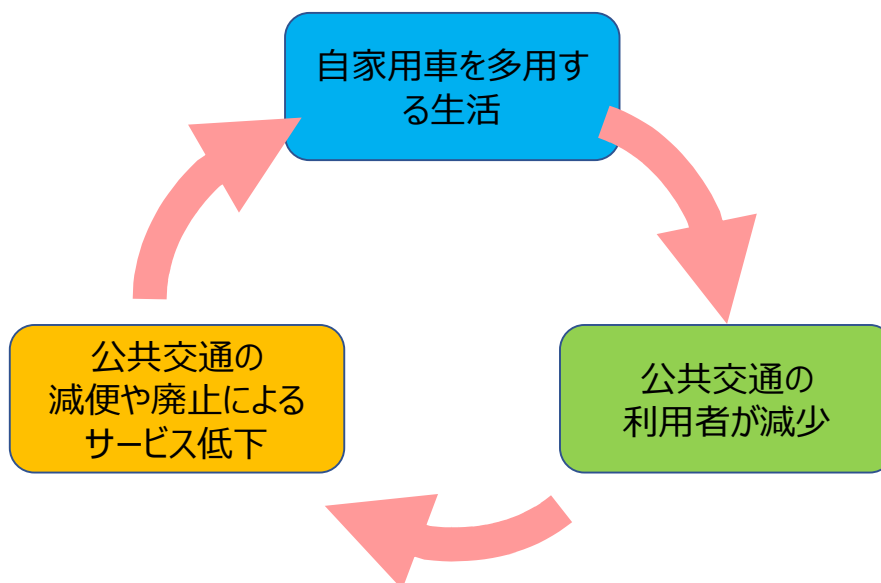 自家用車を多用す
る生活
公共交通の
利用者が減少
公共交通の
減便や廃止による
サービス低下